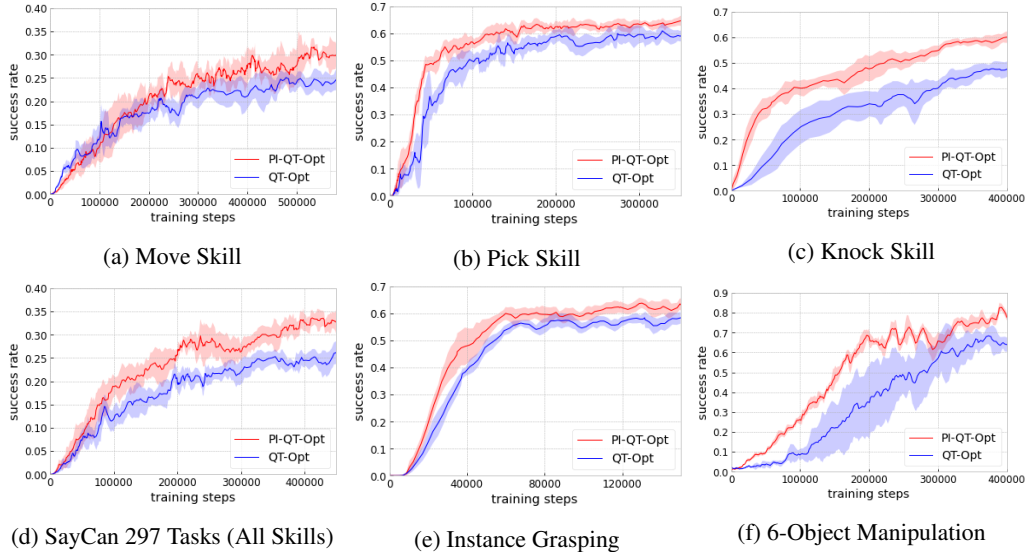 success rate
0.40
0.35
0.30
0.25
0.20
0.15
0.10
0.05
0.00
PI-QT-Opt
QT-Opt
0 100000 200000 300000 400000 500000
training steps
(a) Move Skill
success rate
0.7
0.6
0.5
0.4
0.3
0.2
0.1
0.0
PI-QT-Opt
QT-Opt
0 100000 200000 300000
training steps
(b) Pick Skill
success rate
0.7
0.6
0.5
0.4
0.3
0.2
0.1
0.0
PI-QT-Opt
QT-Opt
0 100000 200000 300000 400000
training steps
(c) Knock Skill
success rate
0.40
0.35
0.30
0.25
0.20
0.15
0.10
0.05
0.00
PI-QT-Opt
QT-Opt
0 100000 200000 300000 400000
training steps
(d) SayCan 297 Tasks (All Skills)
success rate
0.7
0.6
0.5
0.4
0.3
0.2
0.1
0.0
PI-QT-Opt
QT-Opt
0 40000 80000 120000
training steps
(e) Instance Grasping
success rate
0.9
0.8
0.7
0.6
0.5
0.4
0.3
0.2
0.1
0.0
PI-QT-Opt
QT-Opt
0 100000 200000 300000 400000
training steps
(f) 6-Object Manipulation